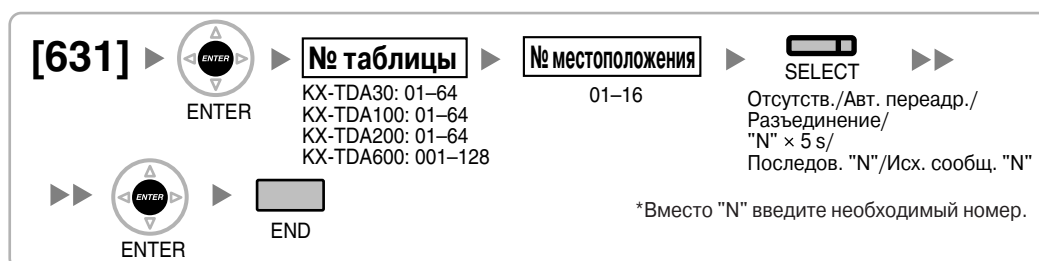 [631] ENTER № таблицы № местоположения SELECT
ENTER
KX-TDA30: 01–64
KX-TDA100: 01–64
KX-TDA200: 01–64
KX-TDA600: 001–128
01–16
Отсутств./Авт. переадр./
Разъединение/
"N" × 5 s/
Последов. "N"/Исх. сообщ. "N"
ENTER
ENTER
END
*Вместо "N" введите необходимый номер.